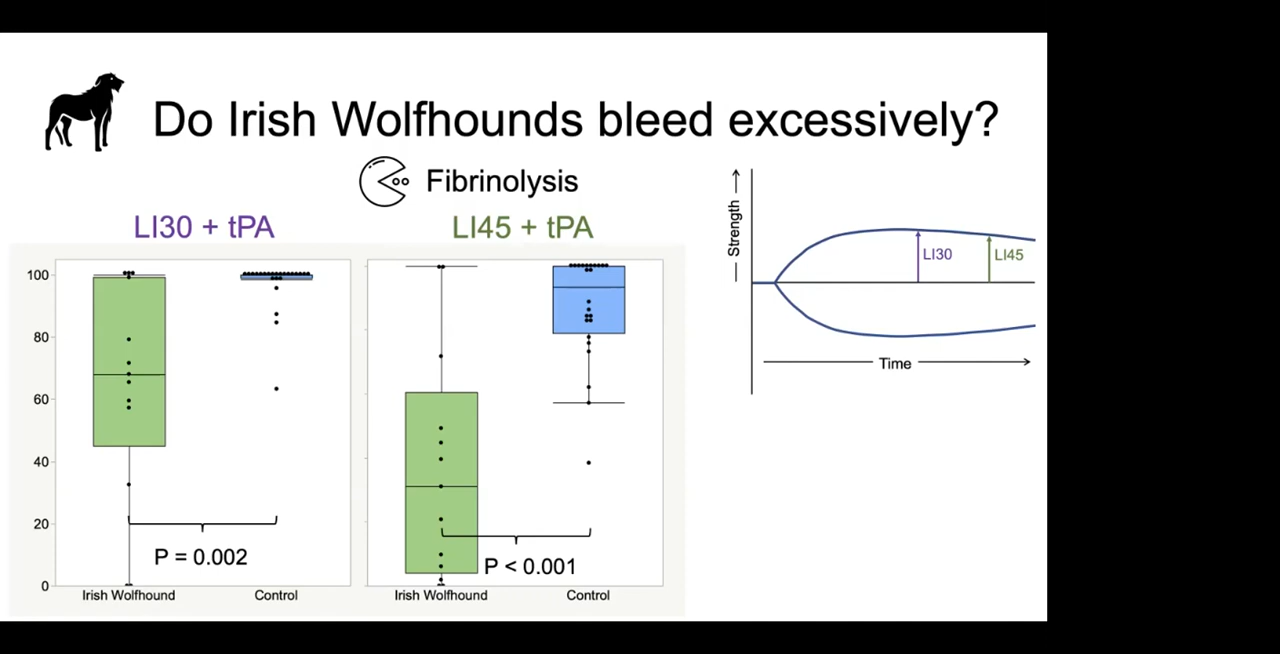 Do Irish Wolfhounds bleed excessively?
Fibrinolysis
LI30 + tPA
LI45 + tPA
100
80
60
40
20
0
P = 0.002
P < 0.001
Irish Wolfhound
Control
Irish Wolfhound
Control
Strength
LI30
LI45
Time